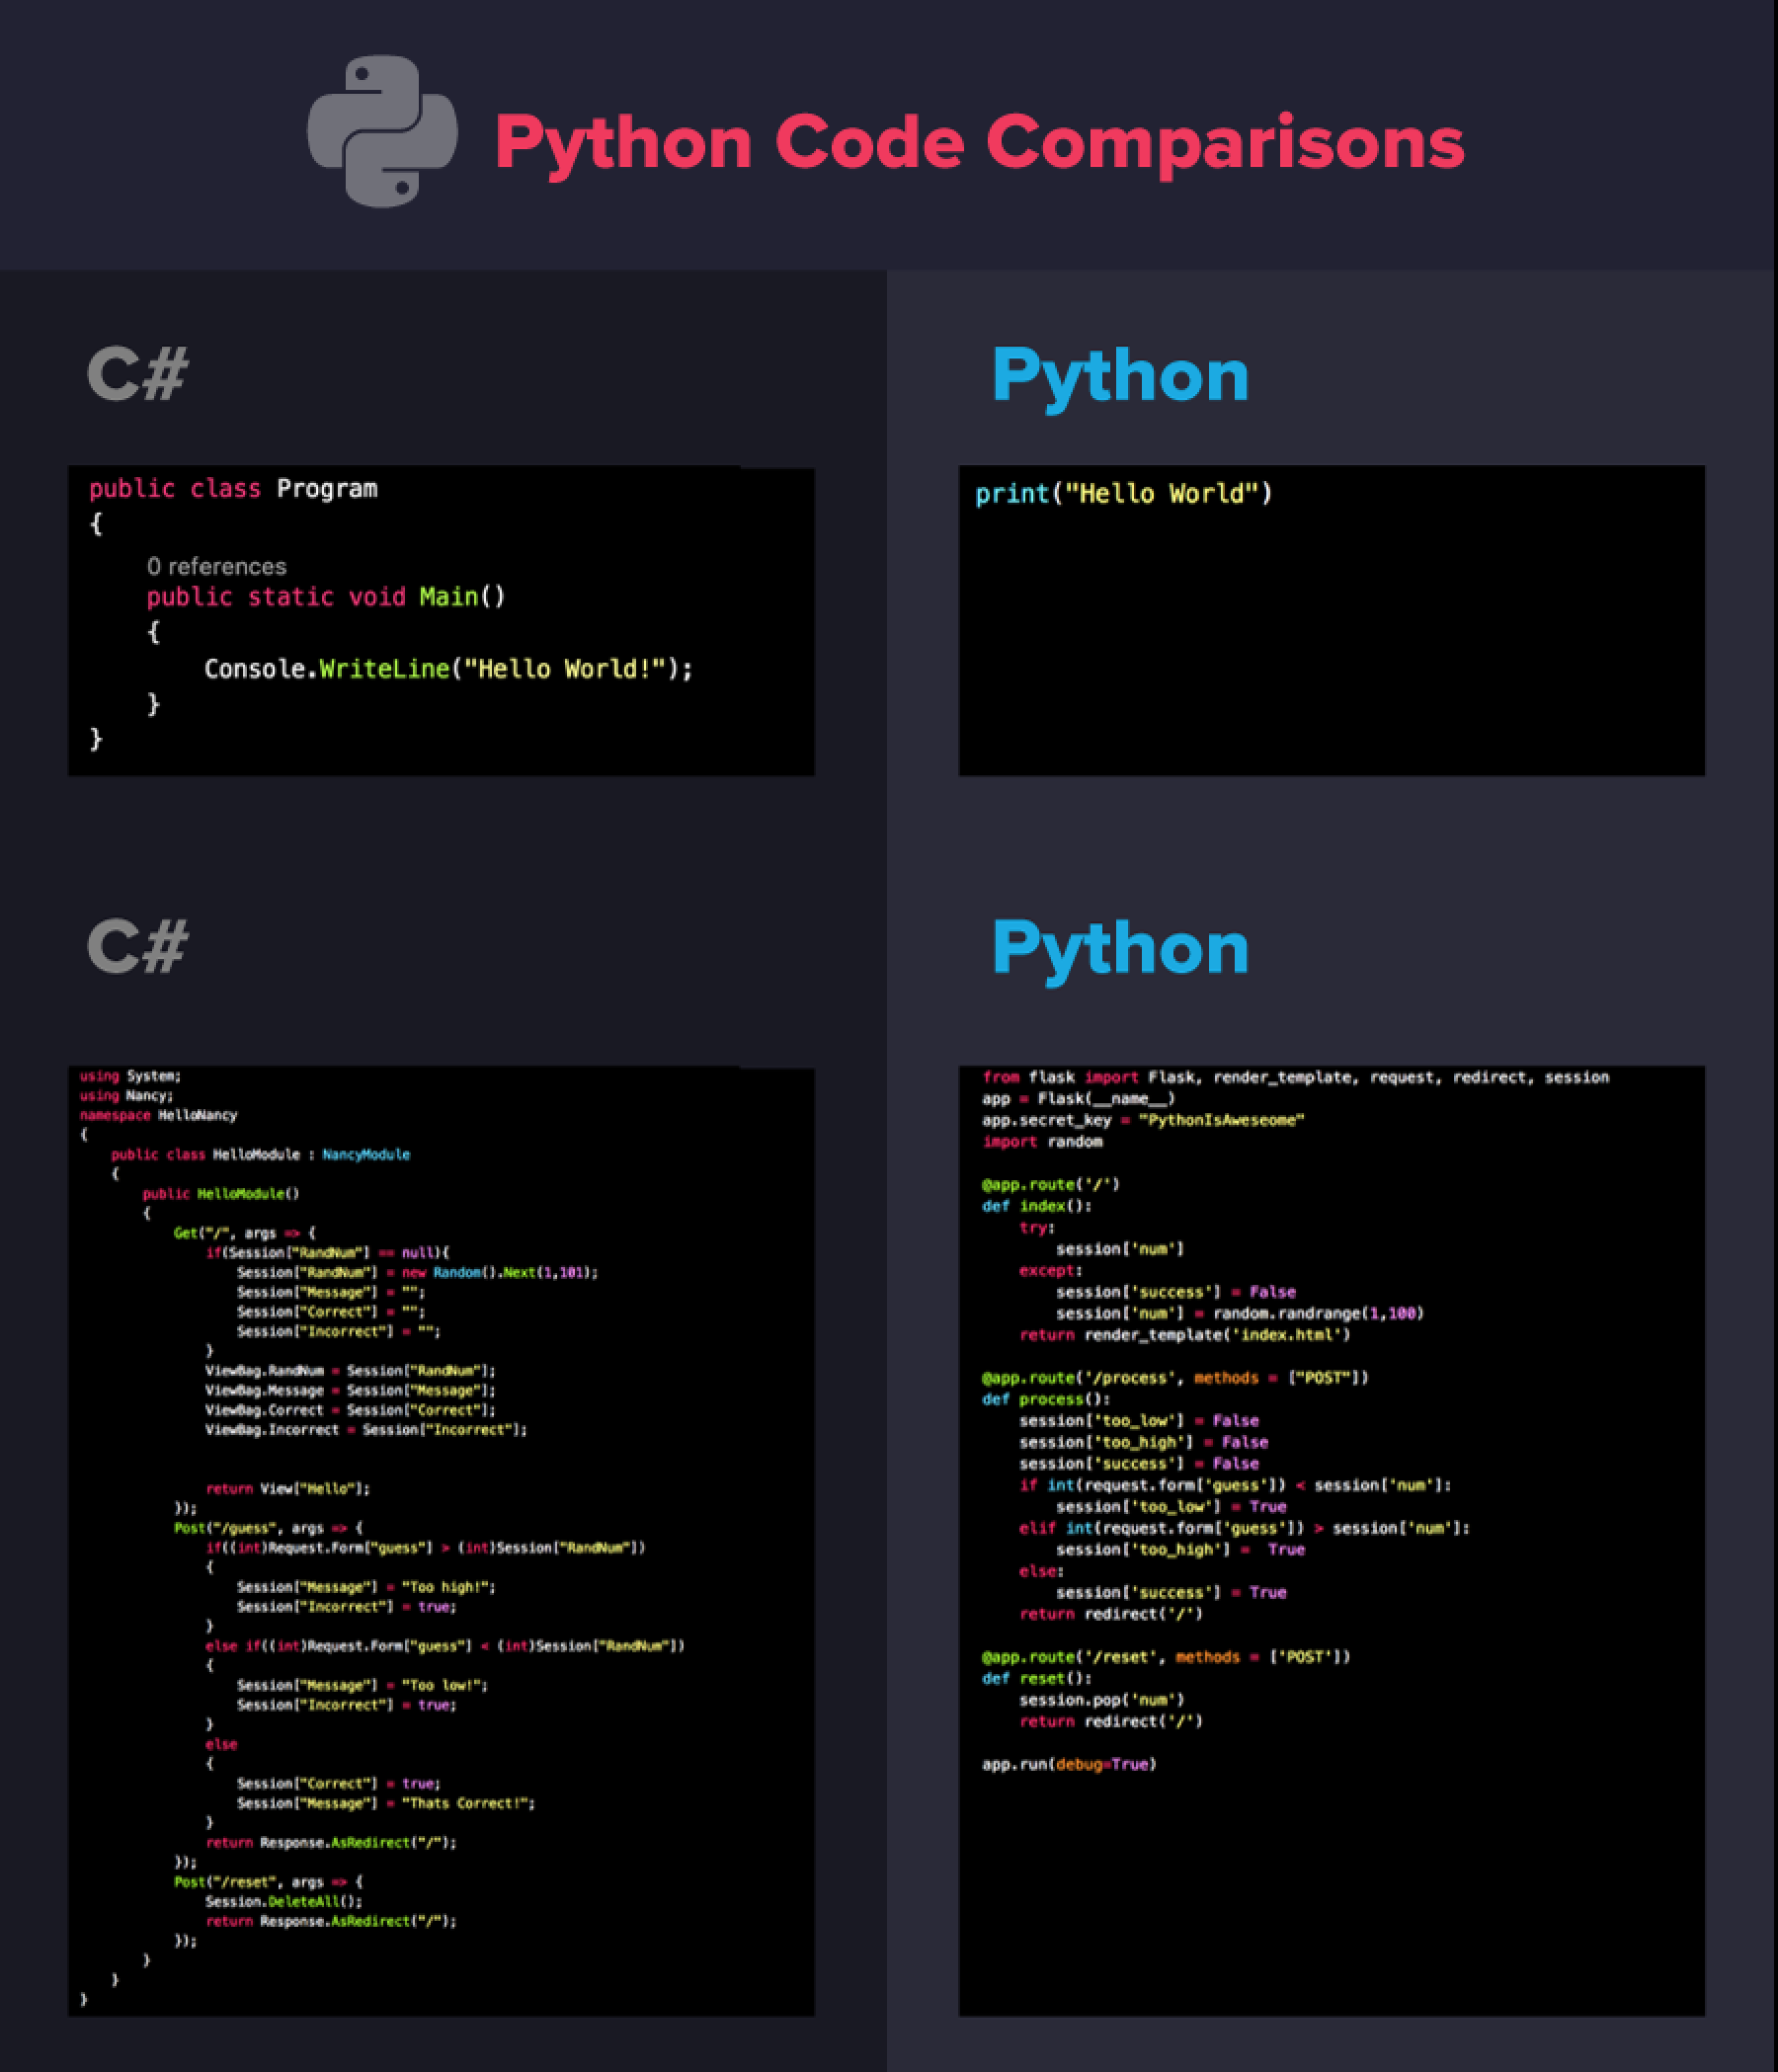 Python Code Comparisons
C#
public class Program
{
0 references
public static void Main()
{
Console.WriteLine("Hello World!");
}
}
Python
print("Hello World")
C#
using System;
using Nancy;
namespace HelloNancy
{
public class HelloModule : NancyModule
{
public HelloModule()
{
Get("/", args => {
if(Session["RandNum"] == null){
Session["RandNum"] = new Random().Next(1,101);
Session["Message"] = "";
Session["Correct"] = "";
Session["Incorrect"] = "";
}
ViewBag.RandNum = Session["RandNum"];
ViewBag.Message = Session["Message"];
ViewBag.Correct = Session["Correct"];
ViewBag.Incorrect = Session["Incorrect"];
return View["Hello"];
});
Post("/guess", args => {
if((int)Request.Form["guess"] > (int)Session["RandNum"])
{
Session["Message"] = "Too high!";
Session["Incorrect"] = true;
}
else if((int)Request.Form["guess"] < (int)Session["RandNum"])
{
Session["Message"] = "Too low!";
Session["Incorrect"] = true;
}
else
{
Session["Correct"] = true;
Session["Message"] = "Thats Correct!";
}
return Response.AsRedirect("/");
});
Post("/reset", args => {
Session.DeleteAll();
return Response.AsRedirect("/");
});
}
}
}
Python
from flask import Flask, render_template, request, redirect, session
app = Flask(__name__)
app.secret_key = "PythonIsAweseome"
import random
@app.route('/')
def index():
try:
session['num']
except:
session['success'] = False
session['num'] = random.randrange(1,100)
return render_template('index.html')
@app.route('/process', methods = ["POST"])
def process():
session['too_low'] = False
session['too_high'] = False
session['success'] = False
if int(request.form['guess']) < session['num']:
session['too_low'] = True
elif int(request.form['guess']) > session['num']:
session['too_high'] =  True
else:
session['success'] = True
return redirect('/')
@app.route('/reset', methods = ['POST'])
def reset():
session.pop('num')
return redirect('/')
app.run(debug=True)